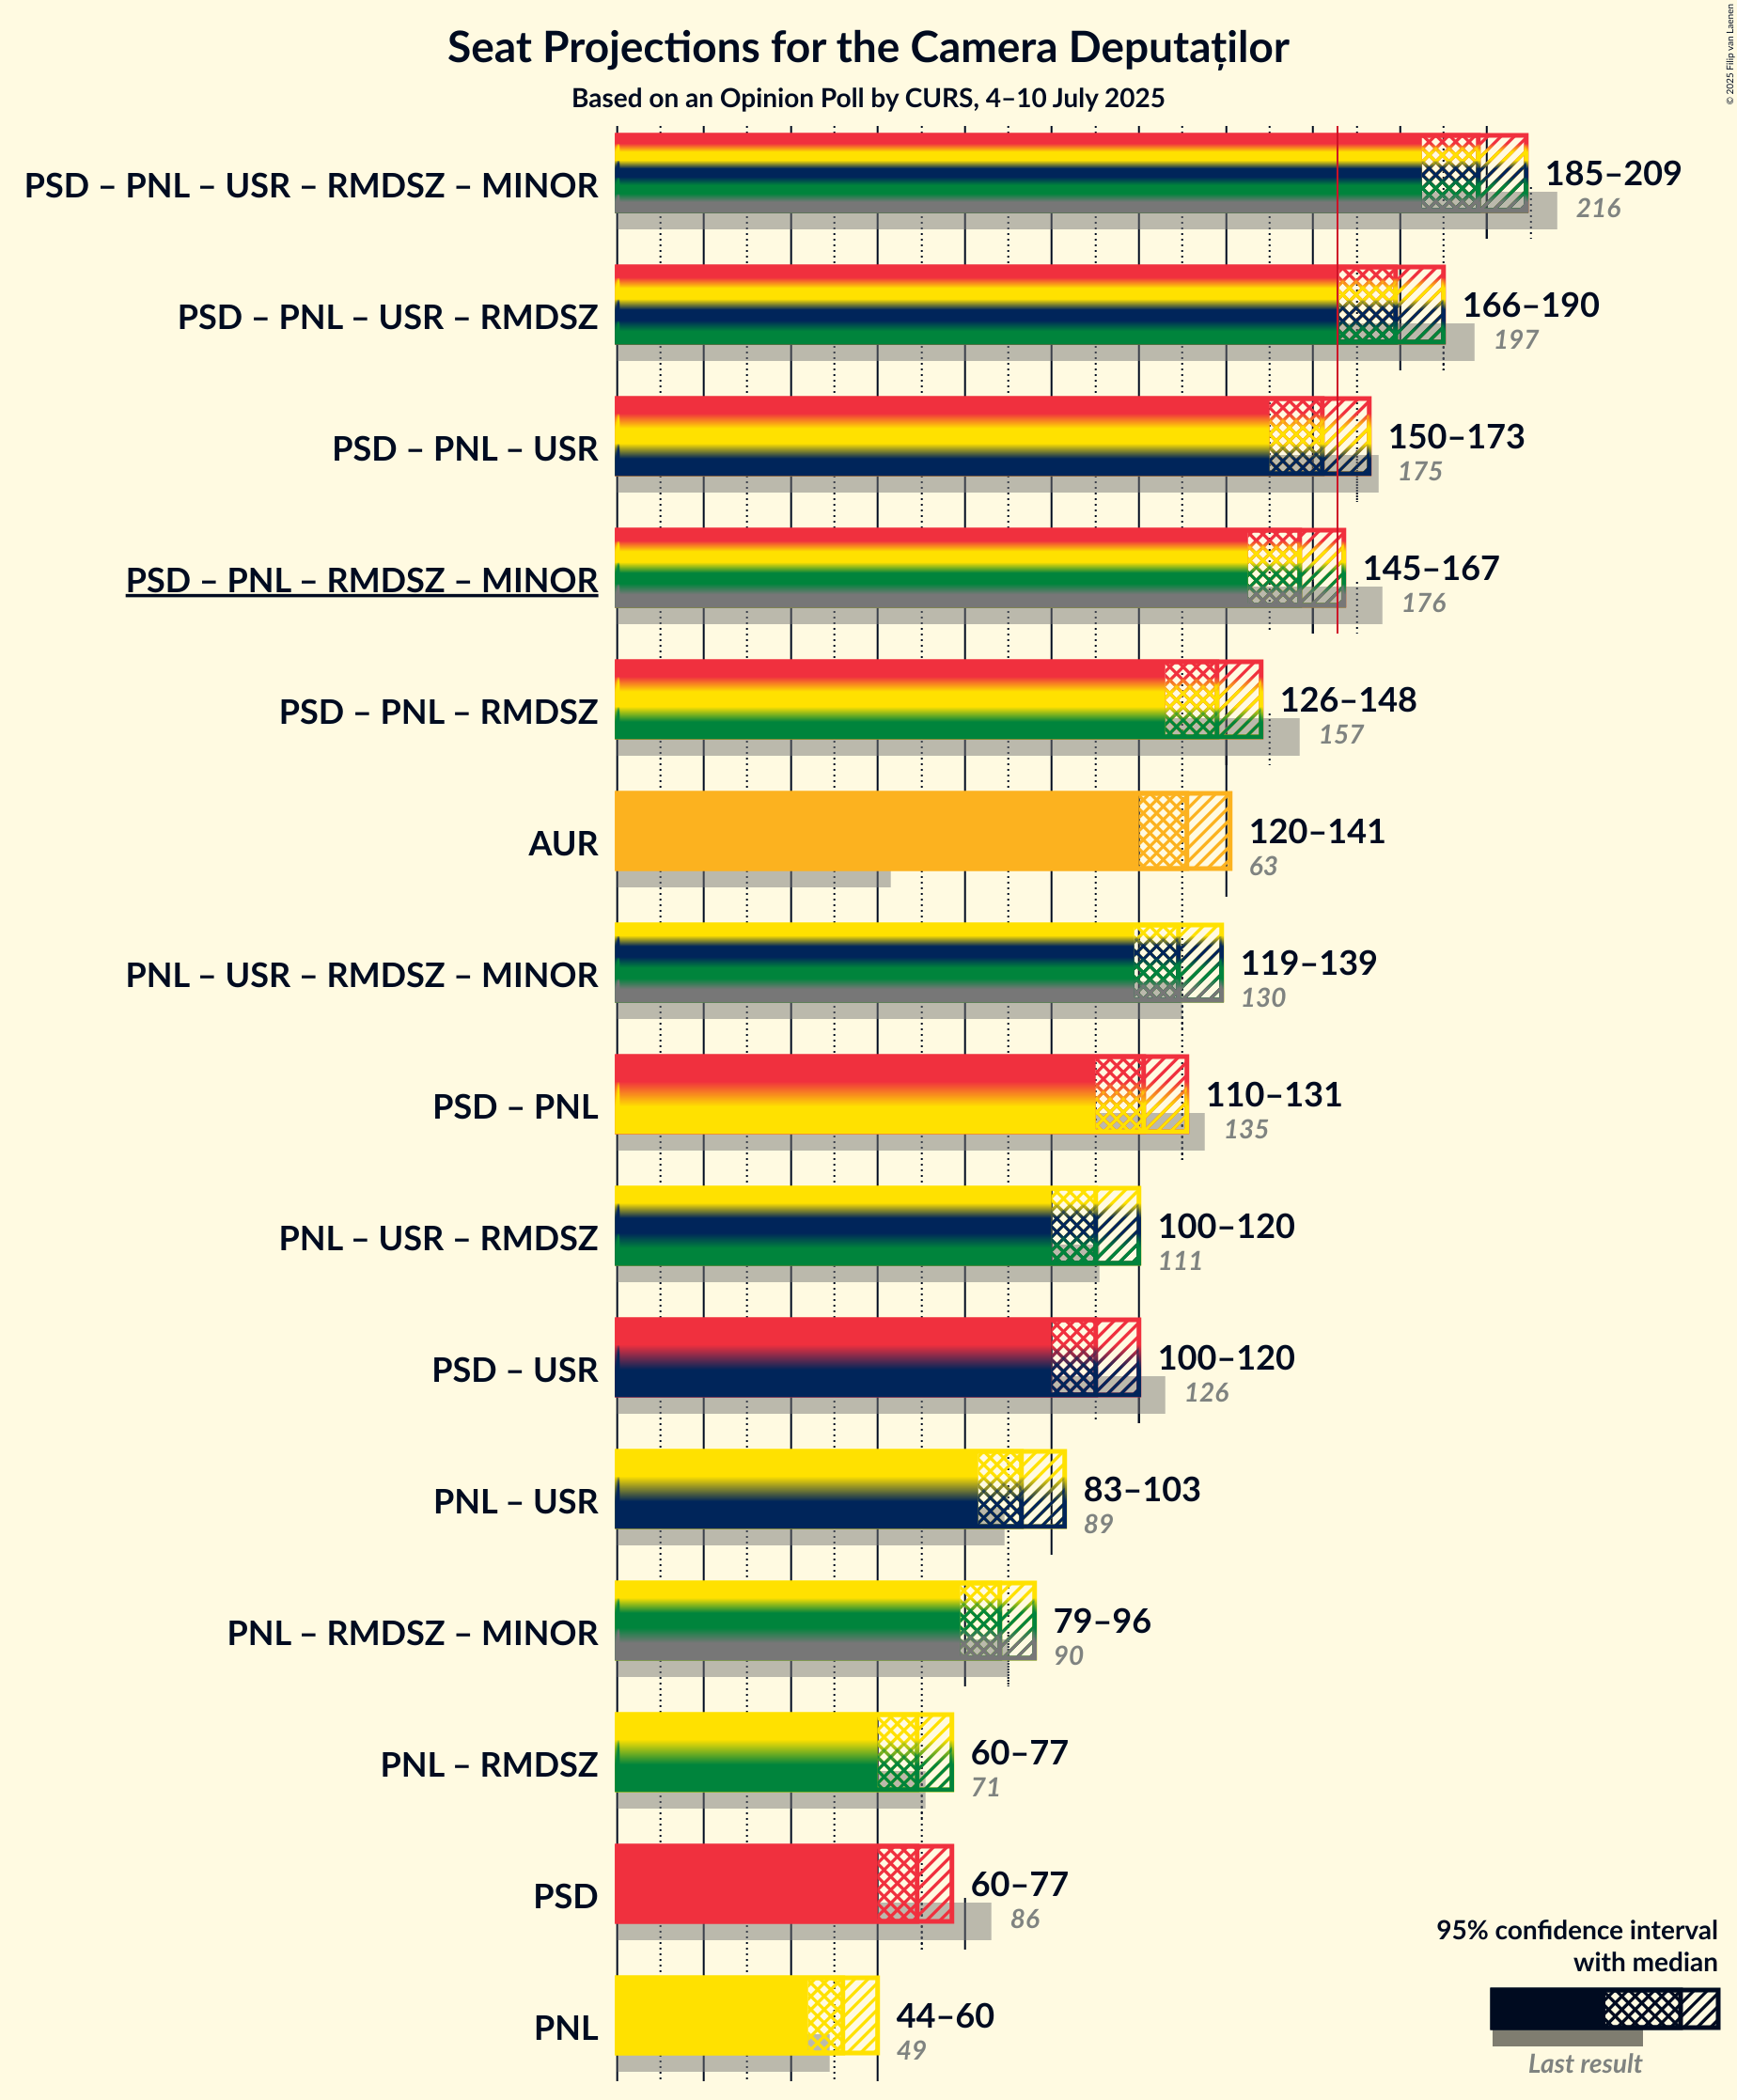 Seat Projections for the Camera Deputaților
Based on an Opinion Poll by CURS, 4–10 July 2025
© 2025 Filip van Laenen
PSD – PNL – USR – RMDSZ – MINOR
185–209
216
PSD – PNL – USR – RMDSZ
166–190
197
PSD – PNL – USR
150–173
175
PSD – PNL – RMDSZ – MINOR
145–167
176
PSD – PNL – RMDSZ
126–148
157
AUR
120–141
63
PNL – USR – RMDSZ – MINOR
119–139
130
PSD – PNL
110–131
135
PNL – USR – RMDSZ
100–120
111
PSD – USR
100–120
126
PNL – USR
83–103
89
PNL – RMDSZ – MINOR
79–96
90
PNL – RMDSZ
60–77
71
PSD
60–77
86
PNL
44–60
49
95% confidence interval
with median
Last result